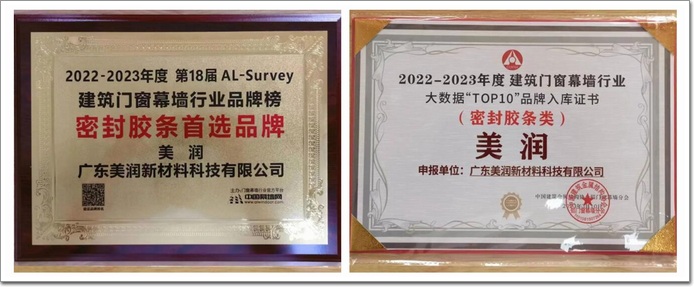 2022-2023年度 第18届 AL-Survey
建筑门窗幕墙行业品牌榜
密封胶条首选品牌
美 润
广东美润新材料科技有限公司
中国幕墙网
2022-2023年度 建筑门窗幕墙行业
大数据“TOP10”品牌入库证书
(密封胶条类)
美 润
申报单位:广东美润新材料科技有限公司